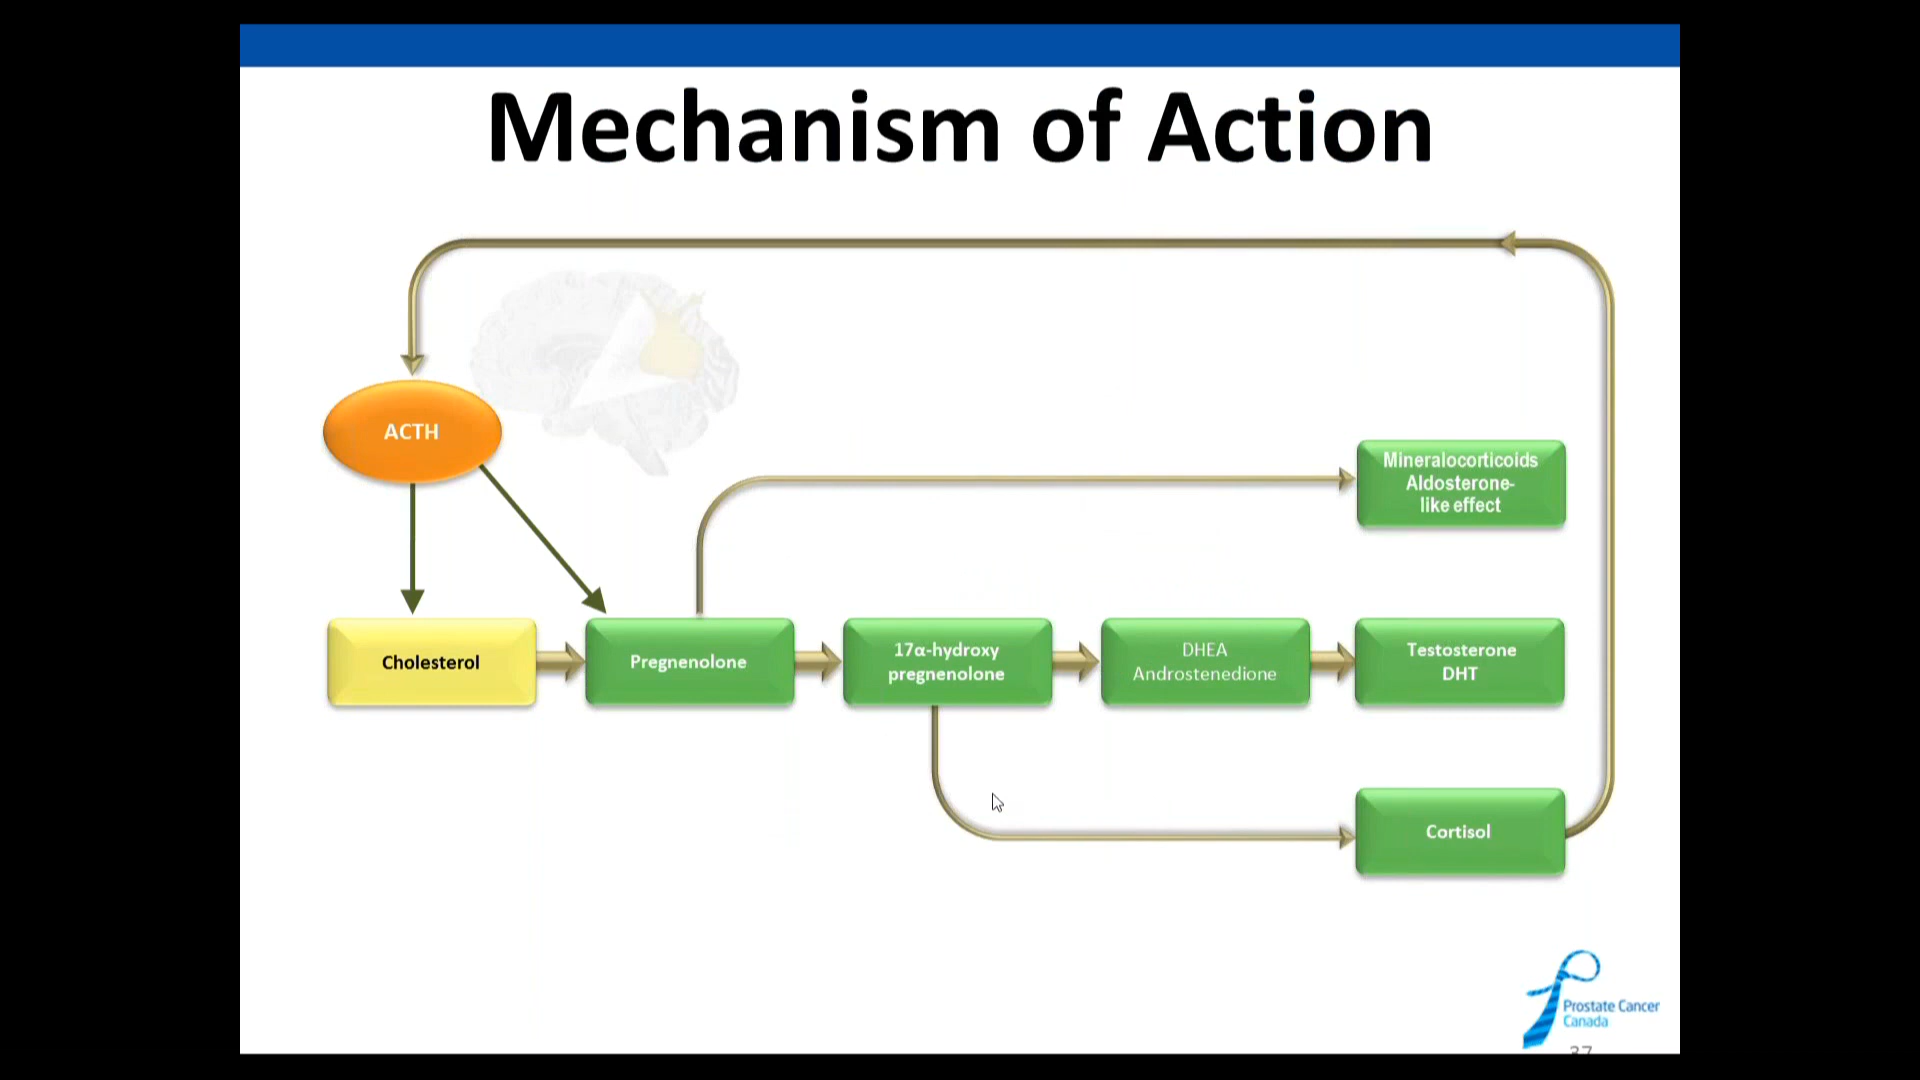 Mechanism of Action
ACTH
Mineralocorticoids
Aldosterone-
like effect
Cholesterol
Pregnenolone
17α-hydroxy
pregnenolone
DHEA
Androstenedione
Testosterone
DHT
Cortisol
Prostate Cancer
Canada
37